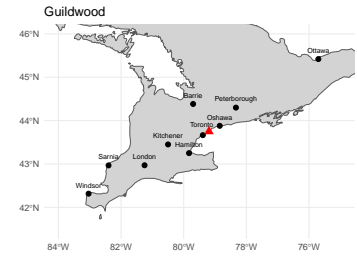 Guildwood
46°N
45°N
44°N
43°N
42°N
Ottawa
Barrie
Peterborough
Oshawa
Toronto
Kitchener
Hamilton
Sarnia
London
Windsor
84°W
82°W
80°W
78°W
76°W